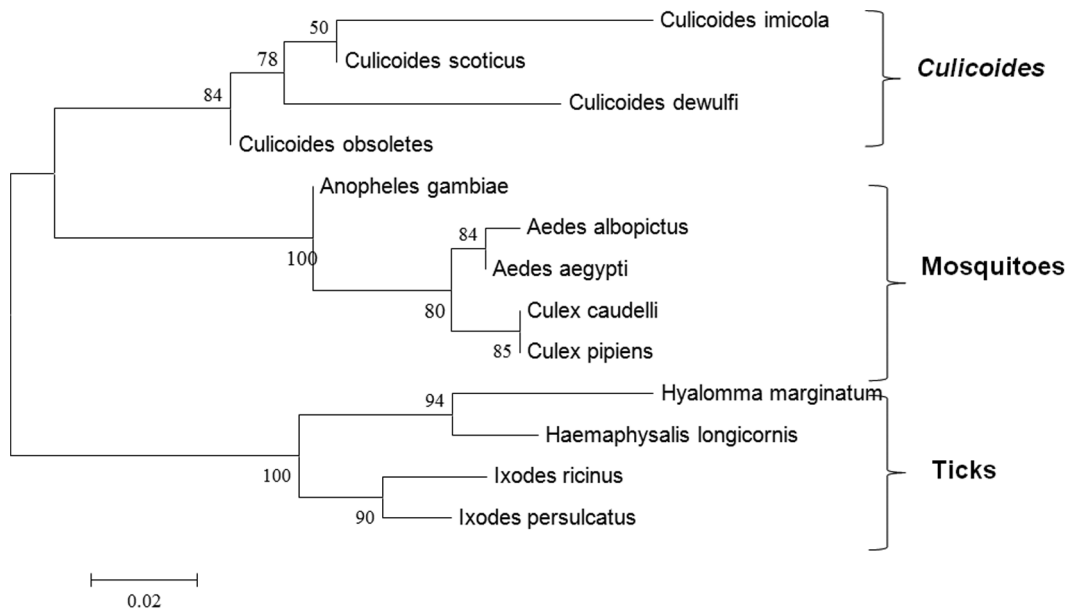 Culicoides imicola
50
Culicoides scoticus
78
Culicoides
84
Culicoides dewulfi
Culicoides obsoletes
Anopheles gambiae
Aedes albopictus
84
100
Aedes aegypti
Mosquitoes
80
Culex caudelli
85
Culex pipiens
Hyalomma marginatum
94
Haemaphysalis longicornis
100
Ixodes ricinus
Ticks
90
Ixodes persulcatus
0.02